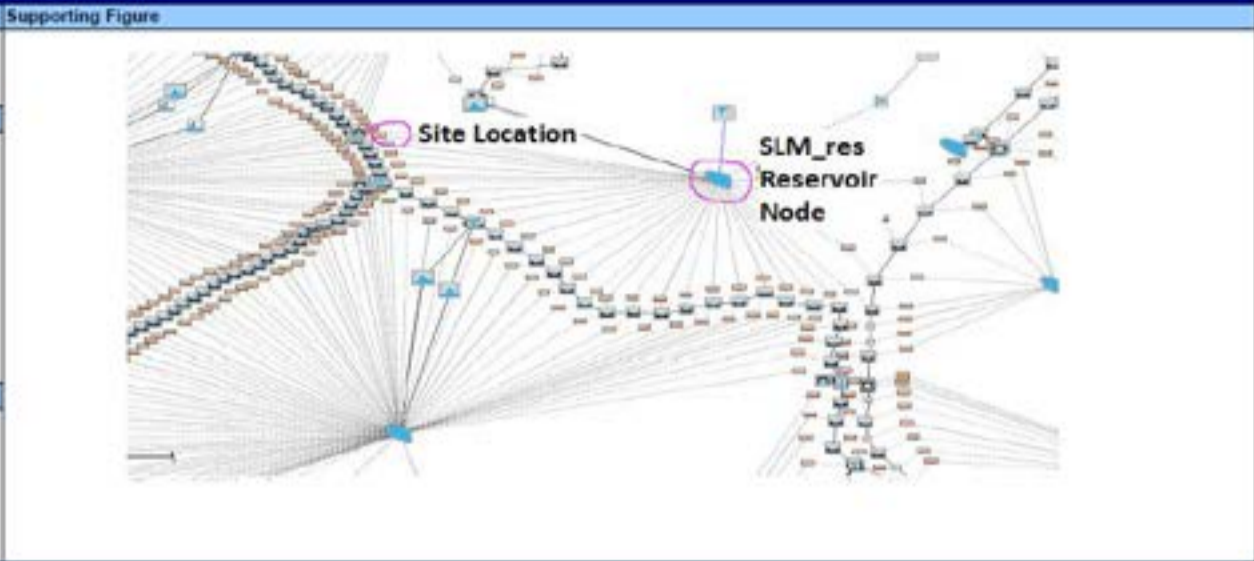 Supporting Figure
Site Location
SLM_res
Reservoir
Node